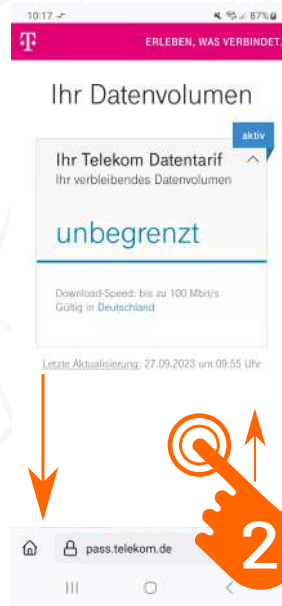 10:17
87%
T
ERLEBEN, WAS VERBINDET.
Ihr Datenvolumen
aktiv
Ihr Telekom Datentarif
Ihr verbleibendes Datenvolumen
unbegrenzt
Download-Speed: bis zu 100 Mbit/s
Gültig in Deutschland
Letzte Aktualisierung: 27.09.2023 um 09:55 Uhr
pass.telekom.de
2